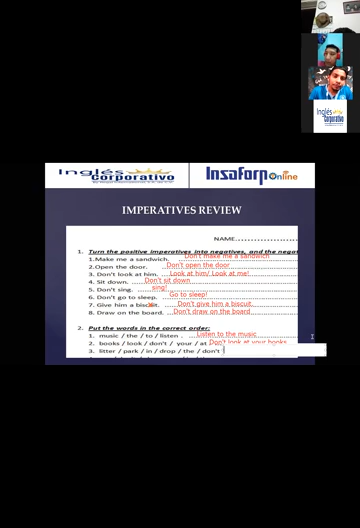 Inglés
Corporativo
Insaforp online
IMPERATIVES REVIEW
NAME
1. Turn the positive imperatives into negatives, and the negat
1.Make me a sandwich. Don't make me a sandwich
2.Open the door. Don't open the door
3. Don't look at him. Look at him! Look at me!
4. Sit down. Don't sit down
5. Don't sing. sing!
6. Don't go to sleep. Go to sleep!
7. Give him a biscuit. Don't give him a biscuit
8. Draw on the board. Don't draw on the board
2. Put the words in the correct order:
1. music / the / to / listen . Listen to the music
2. books / look / don't / your / at Don't look at your books
3. litter / park / in / drop / the / don't
Inglés
Corporativo